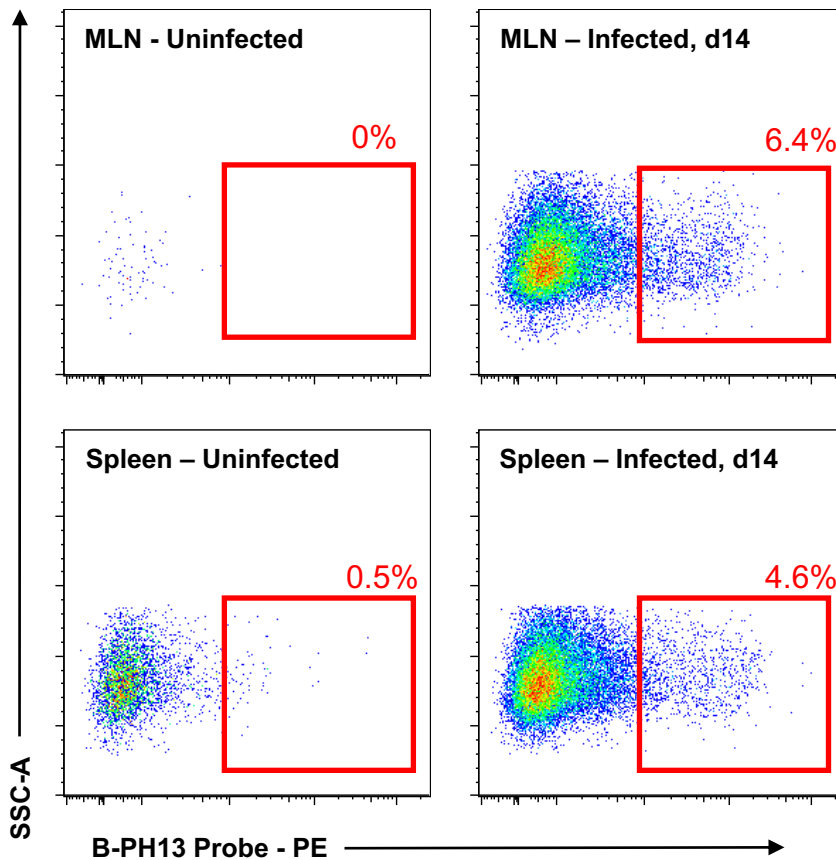 MLN - Uninfected
0%
MLN – Infected, d14
6.4%
Spleen – Uninfected
0.5%
Spleen – Infected, d14
4.6%
SSC-A
B-PH13 Probe - PE